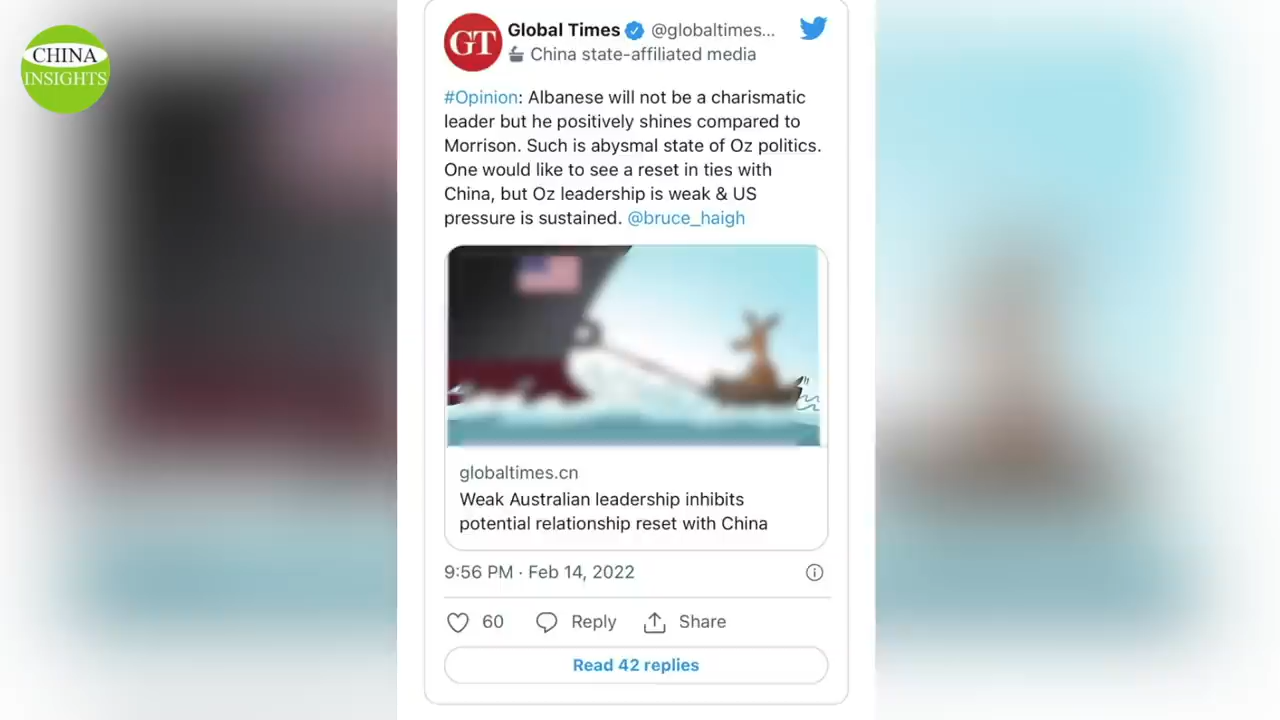 CHINA
INSIGHTS
GT
Global Times @globaltimes...
China state-affiliated media
#Opinion: Albanese will not be a charismatic
leader but he positively shines compared to
Morrison. Such is abysmal state of Oz politics.
One would like to see a reset in ties with
China, but Oz leadership is weak & US
pressure is sustained. @bruce_haigh
globaltimes.cn
Weak Australian leadership inhibits
potential relationship reset with China
9:56 PM · Feb 14, 2022
60 Reply Share
Read 42 replies